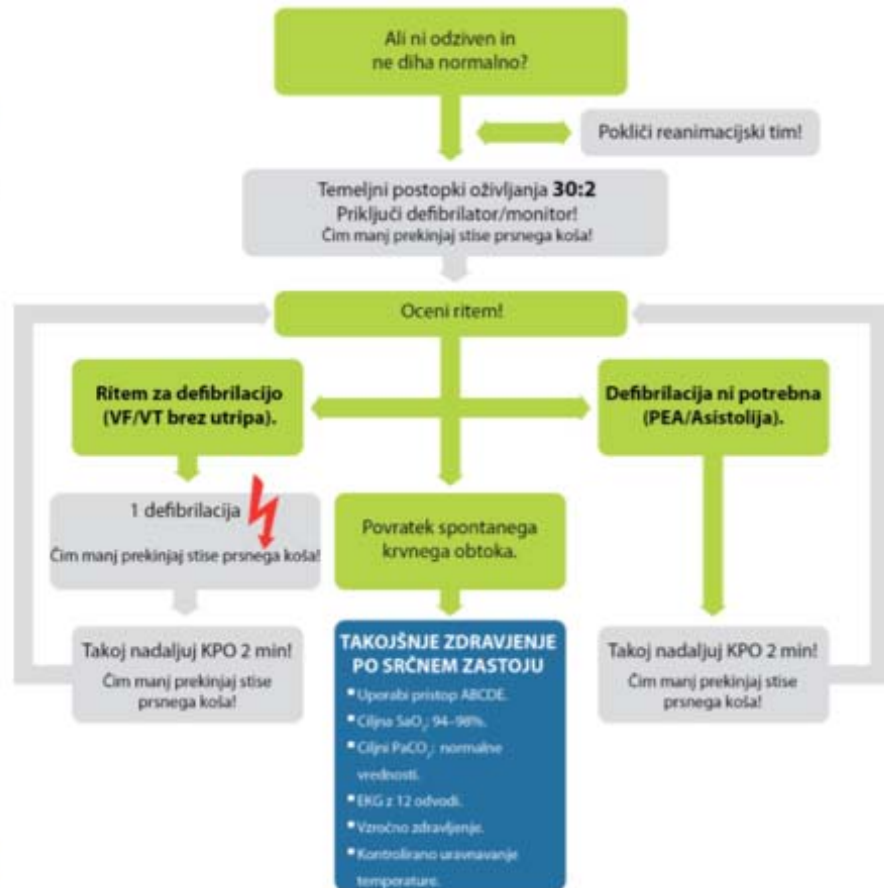 Ali ni odziven in
ne diha normalno?
Pokliči reanimacijski tim!
Temeljni postopki oživljanja 30:2
Priključi defibrilator/monitor!
Čim manj prekinjaj stise prsnega koša!
Oceni ritem!
Ritem za defibrilacijo
(VF/VT brez utripa).
Defibrilacija ni potrebna
(PEA/Asistolija).
1 defibrilacija
Čim manj prekinjaj stise prsnega koša!
Povratek spontanega
krvnega obtoka.
Takoj nadaljuj KPO 2 min!
Čim manj prekinjaj stise
prsnega koša!
TAKOJŠNJE ZDRAVJENJE
PO SRČNEM ZASTOJU
▪ Uporabi pristop ABCDE.
▪ Ciljna SaO₂: 94–98%.
▪ Ciljni PaCO₂: normalne
vrednosti.
▪ EKG z 12 odvodi.
▪ Vzročno zdravljenje.
▪ Kontrolirano uravnavanje
temperature.
Takoj nadaljuj KPO 2 min!
Čim manj prekinjaj stise
prsnega koša!